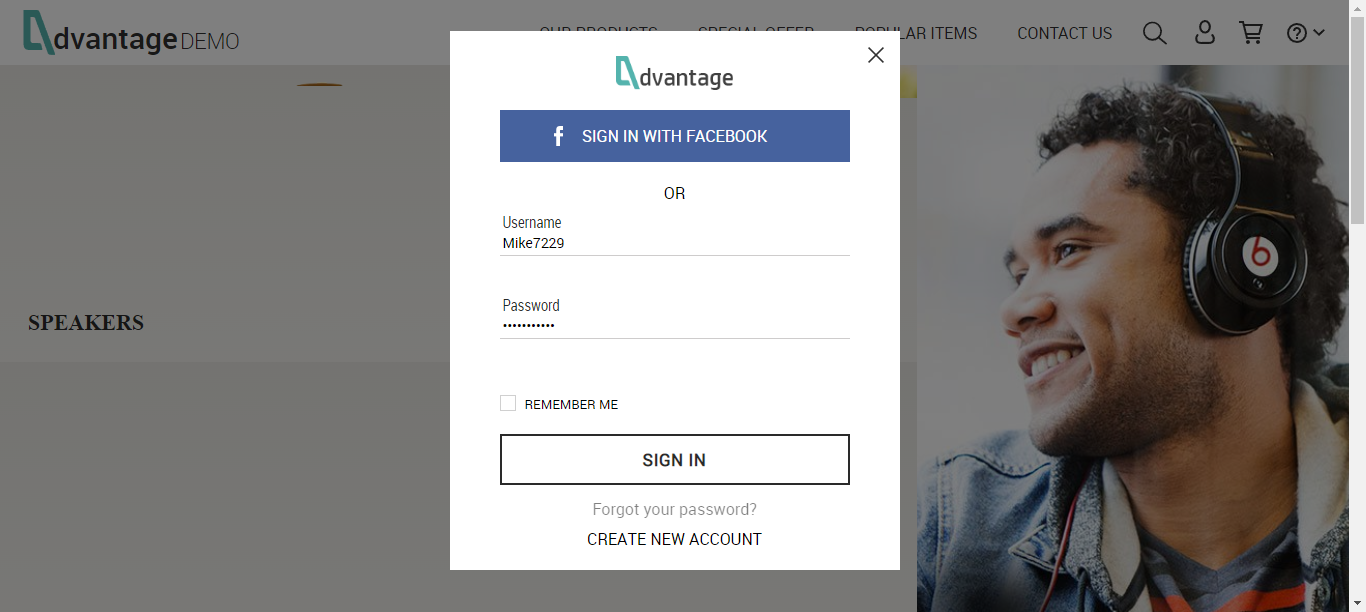 dvantage DEMO
OUR PRODUCTS SPECIAL OFFER POPULAR ITEMS CONTACT US
dvantage
f SIGN IN WITH FACEBOOK
OR
Username
Mike7229
Password
•••••••••••
SPEAKERS
REMEMBER ME
SIGN IN
Forgot your password?
CREATE NEW ACCOUNT
b